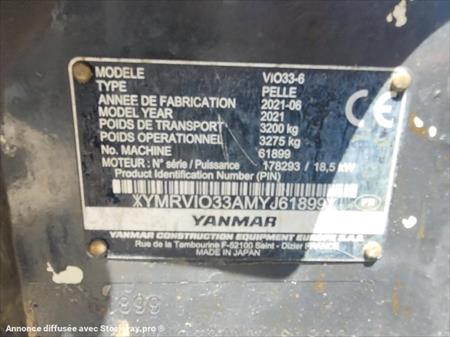 MODELE VIO33-6
TYPE PELLE
ANNEE DE FABRICATION 2021-06
MODEL YEAR 2021
POIDS DE TRANSPORT 3200 kg
POIDS OPERATIONNEL 3275 kg
No. MACHINE 61899
MOTEUR : N° série / Puissance 178293 / 18,5 kW
Product Identification Number (PIN)
YMRVIO33AMYJ61899
YANMAR
YANMAR CONSTRUCTION EQUIPMENT EUROPE S.A.S.
Rue de la Tambourine F-52100 Saint - Dizier FRANCE
MADE IN JAPAN
CE
FR
Annonce diffusée avec Stockway.pro ®